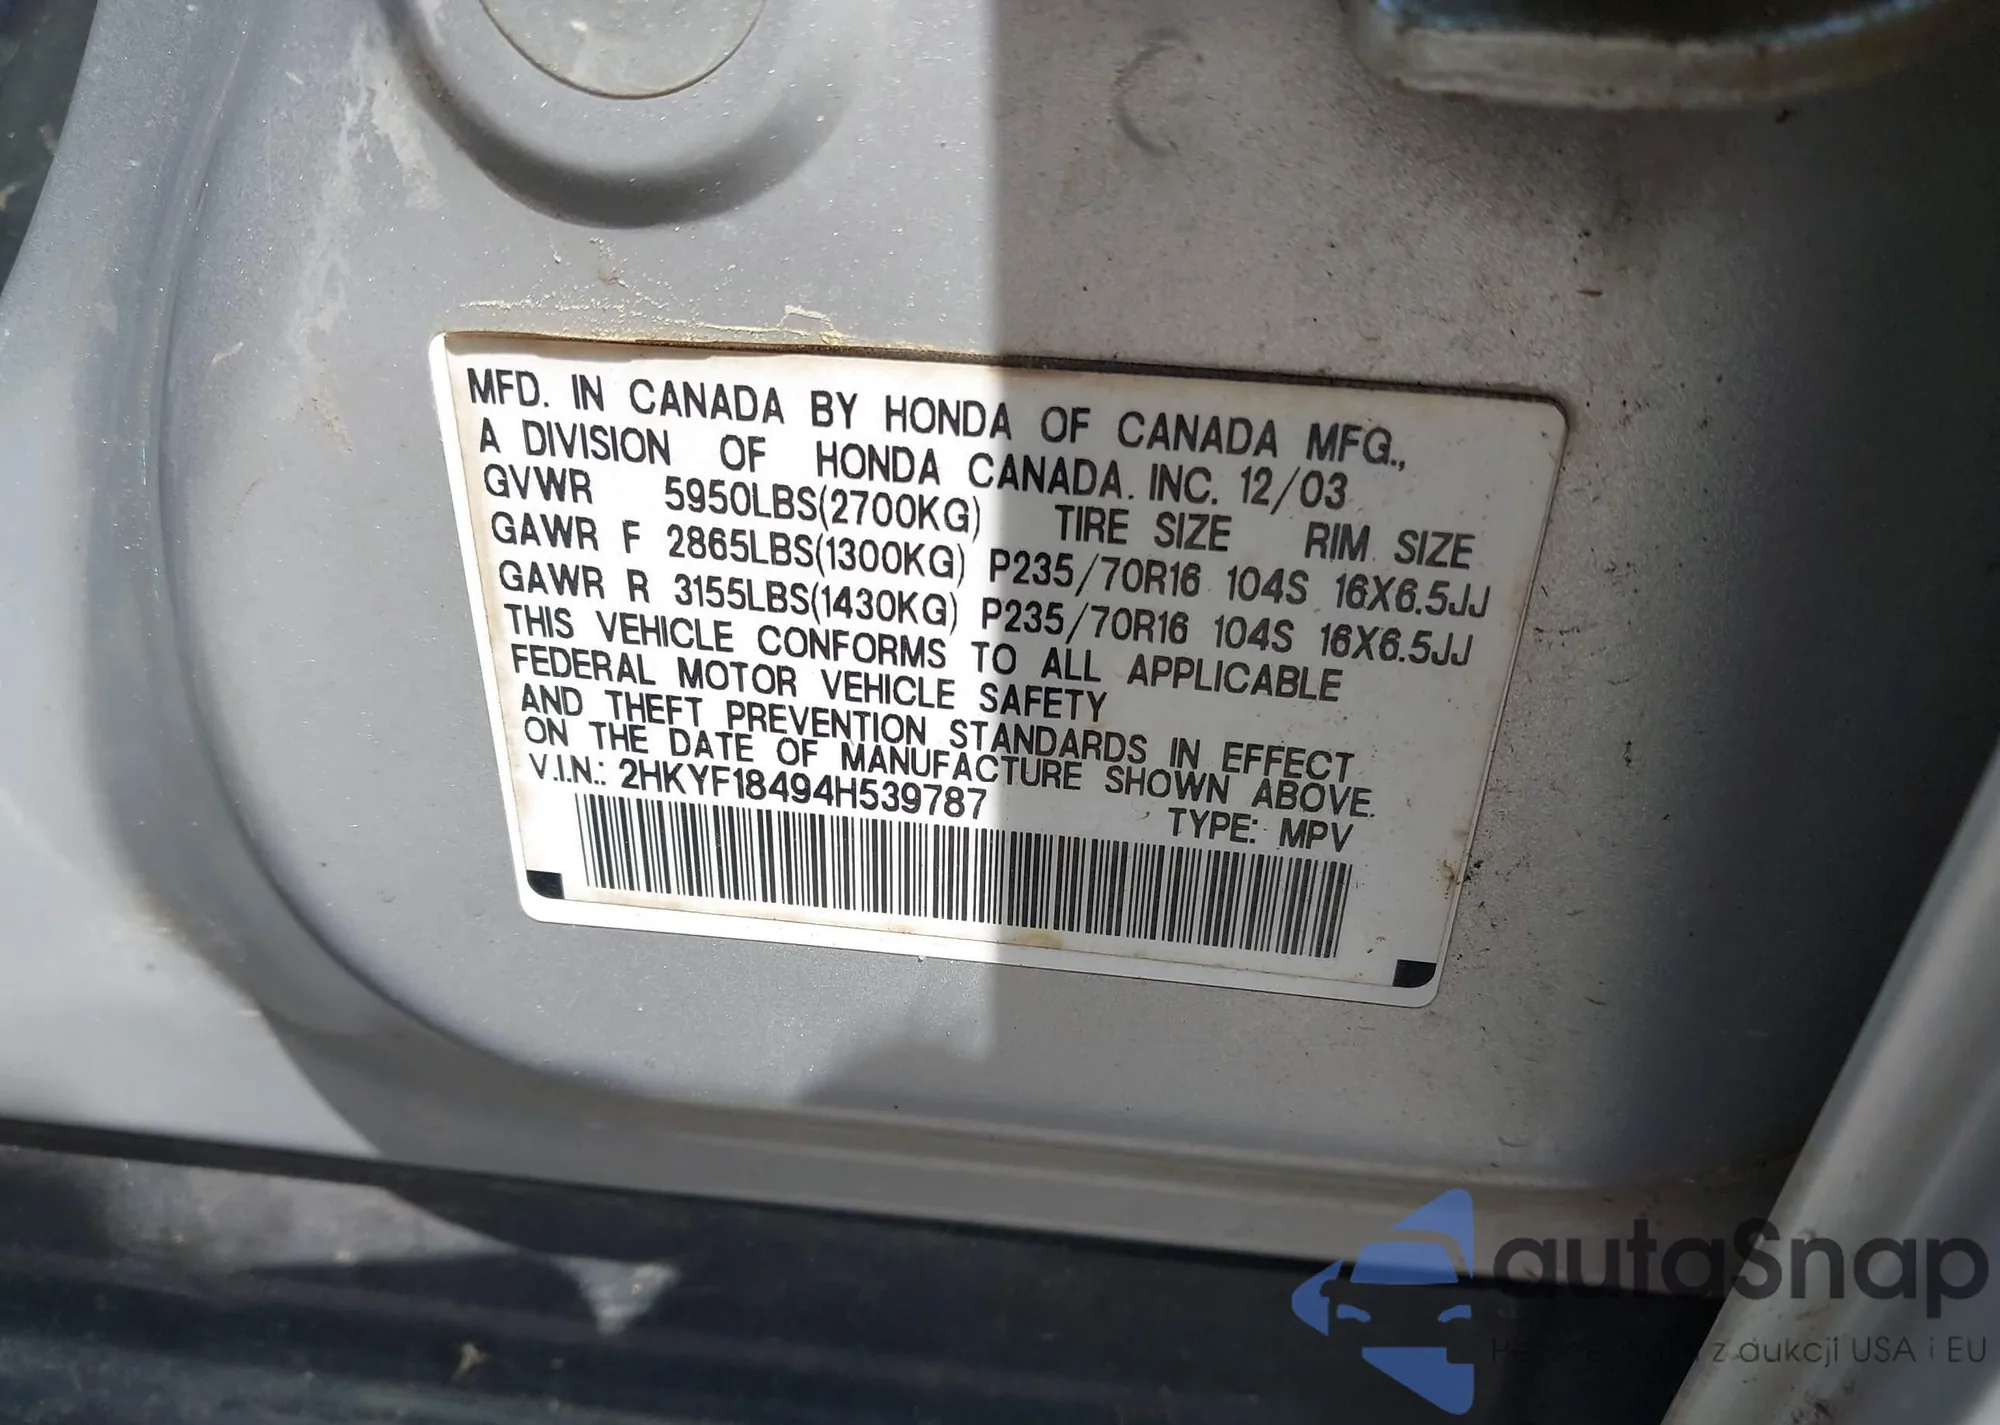 MFD. IN CANADA BY HONDA OF CANADA MFG.,
A DIVISION OF HONDA CANADA. INC. 12/03
GVWR 5950LBS(2700KG) TIRE SIZE RIM SIZE
GAWR F 2865LBS(1300KG) P235/70R16 104S 16X6.5JJ
GAWR R 3155LBS(1430KG) P235/70R16 104S 16X6.5JJ
THIS VEHICLE CONFORMS TO ALL APPLICABLE
FEDERAL MOTOR VEHICLE SAFETY
AND THEFT PREVENTION STANDARDS IN EFFECT
ON THE DATE OF MANUFACTURE SHOWN ABOVE.
V.I.N.: 2HKYF18494H539787 TYPE: MPV
autaSnap
z aukcji USA i EU